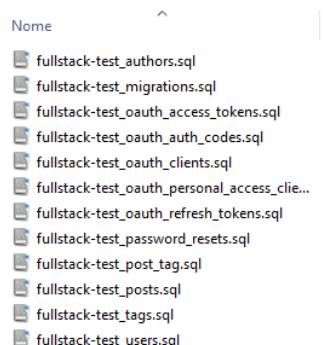 Nome
fullstack-test_authors.sql
fullstack-test_migrations.sql
fullstack-test_oauth_access_tokens.sql
fullstack-test_oauth_auth_codes.sql
fullstack-test_oauth_clients.sql
fullstack-test_oauth_personal_access_clie...
fullstack-test_oauth_refresh_tokens.sql
fullstack-test_password_resets.sql
fullstack-test_post_tag.sql
fullstack-test_posts.sql
fullstack-test_tags.sql
fullstack-test_users.sql